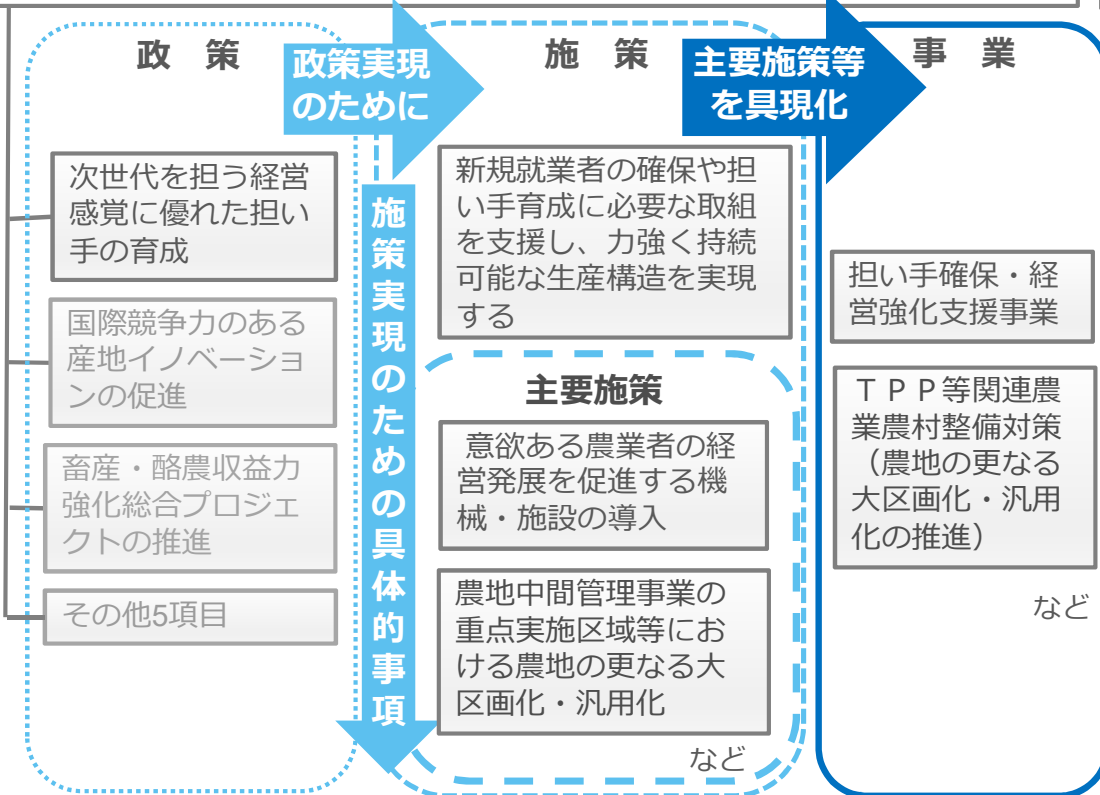 政　策
政策実現
のために
施　策
主要施策等
を具現化
事　業
次世代を担う経営
感覚に優れた担い
手の育成
国際競争力のある
産地イノベーショ
ンの促進
畜産・酪農収益力
強化総合プロジェ
クトの推進
その他5項目
施策実現のための具体的事項
新規就業者の確保や担
い手育成に必要な取組
を支援し、力強く持続
可能な生産構造を実現
する
主要施策
意欲ある農業者の経
営発展を促進する機
械・施設の導入
農地中間管理事業の
重点実施区域等にお
ける農地の更なる大
区画化・汎用化
など
担い手確保・経
営強化支援事業
ＴＰＰ等関連農
業農村整備対策
（農地の更なる
大区画化・汎用
化の推進）
など